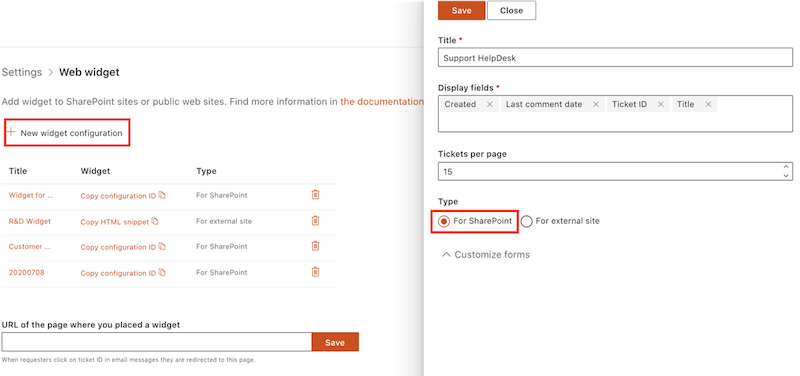 Settings > Web widget
Add widget to SharePoint sites or public web sites. Find more information in the documentation
+ New widget configuration
Title Widget Type
Widget for ... Copy configuration ID For SharePoint
R&D Widget Copy HTML snippet For external site
Customer ... Copy configuration ID For SharePoint
20200708 Copy configuration ID For SharePoint
URL of the page where you placed a widget
Save
When requesters click on ticket ID in email messages they are redirected to this page.
Save Close
Title *
Support HelpDesk
Display fields *
Created × Last comment date × Ticket ID × Title ×
Tickets per page
15
Type
For SharePoint For external site
Customize forms